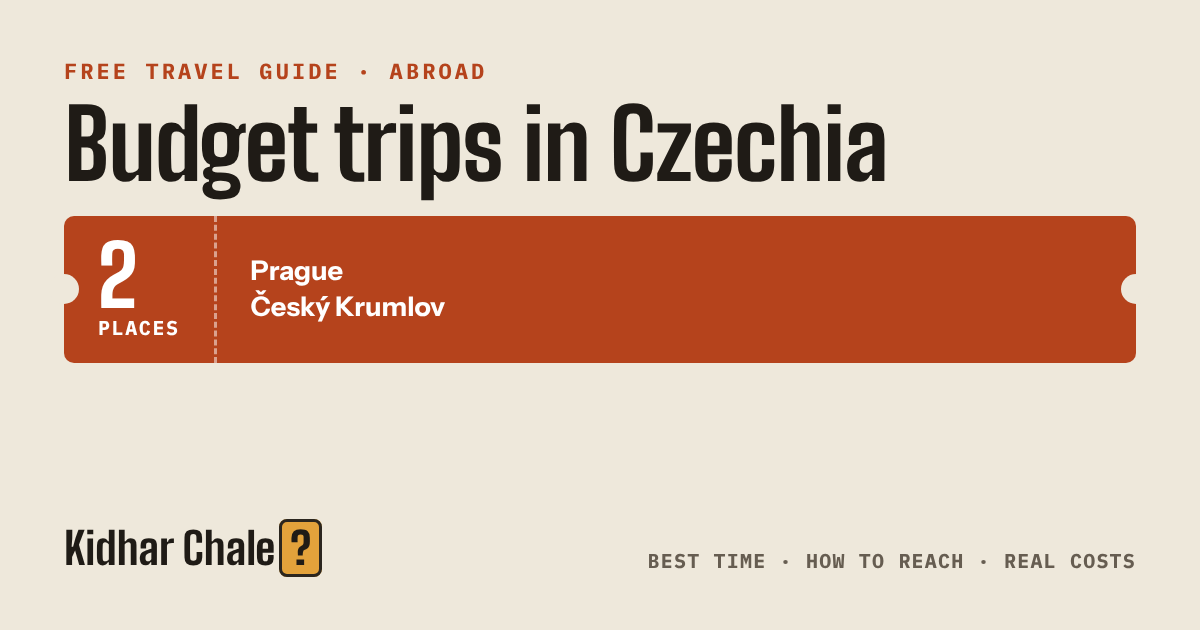 FREE TRAVEL GUIDE · ABROAD
Budget trips in Czechia
2
PLACES
Prague
Český Krumlov
Kidhar Chale ?
BEST TIME · HOW TO REACH · REAL COSTS